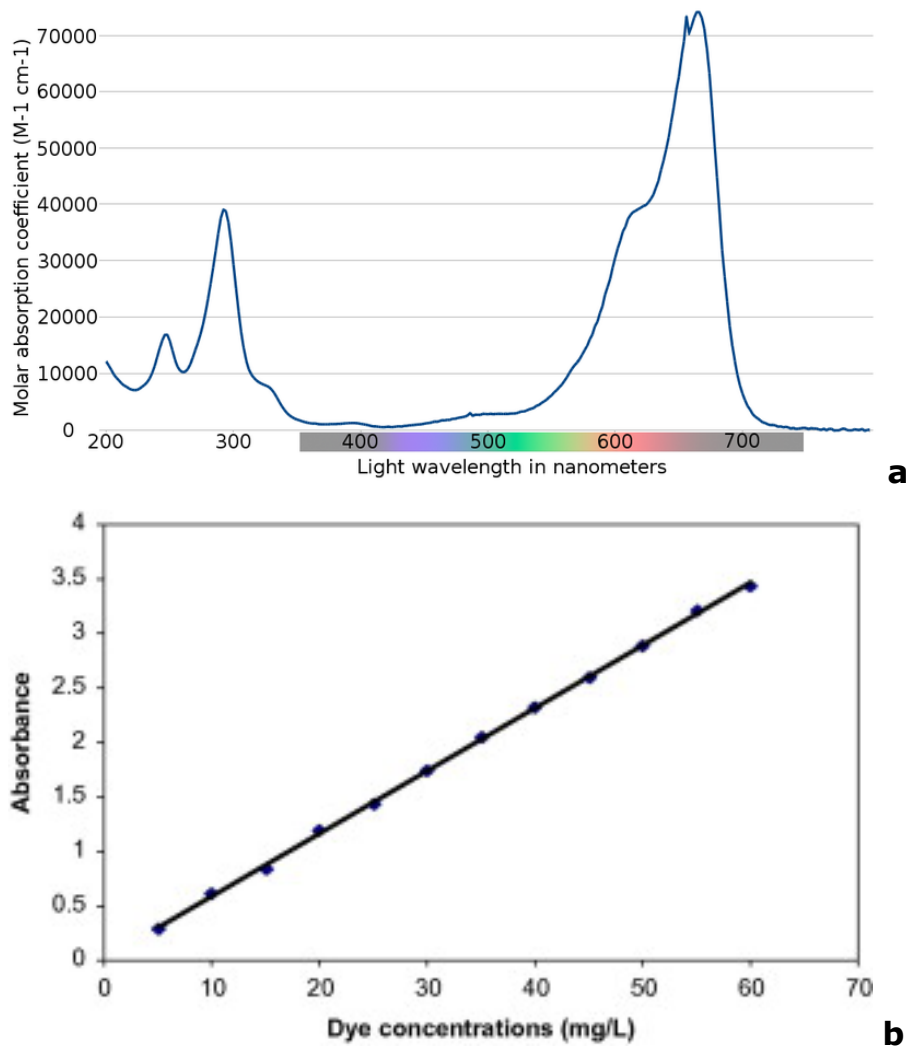 Molar absorption coefficient (M-1 cm-1)
70000
60000
50000
40000
30000
20000
10000
0
200 300 400 500 600 700
Light wavelength in nanometers
a
Absorbance
4
3.5
3
2.5
2
1.5
1
0.5
0
0 10 20 30 40 50 60 70
Dye concentrations (mg/L)
b